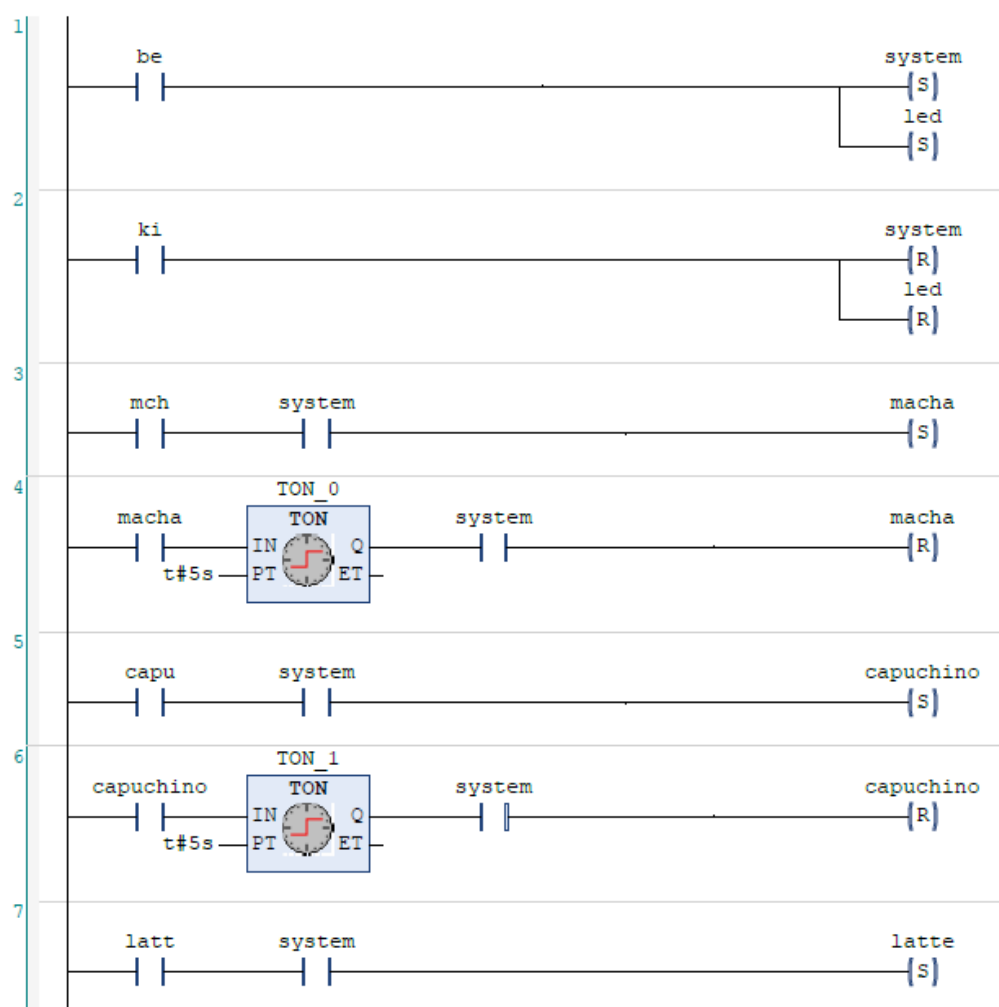 1
be system
S
led
S
2
ki system
R
led
R
3
mch system macha
S
4
TON_0
macha TON system macha
IN Q R
t#5s PT ET
5
capu system capuchino
S
6
TON_1
capuchino TON system capuchino
IN Q R
t#5s PT ET
7
latt system latte
S